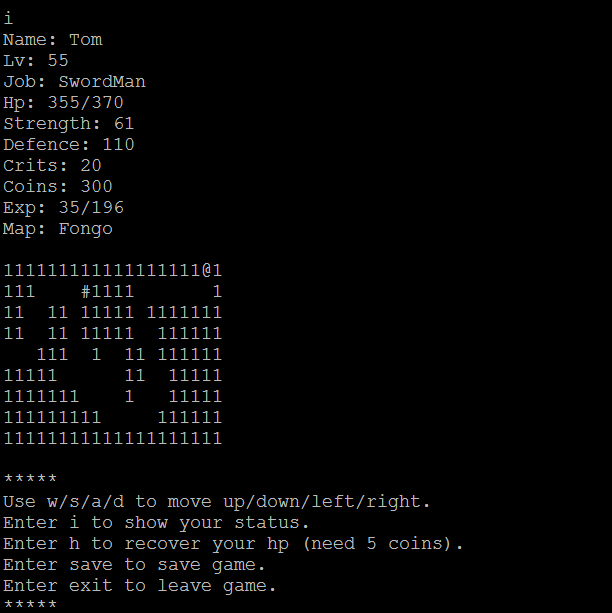 i
Name: Tom
Lv: 55
Job: SwordMan
Hp: 355/370
Strength: 61
Defence: 110
Crits: 20
Coins: 300
Exp: 35/196
Map: Fongo

111111111111111111@1
111    #1111       1
11  11 11111 1111111
11  11 11111  111111
   111  1  11 111111
11111      11  11111
1111111    1   11111
111111111     111111
11111111111111111111

*****
Use w/s/a/d to move up/down/left/right.
Enter i to show your status.
Enter h to recover your hp (need 5 coins).
Enter save to save game.
Enter exit to leave game.
*****